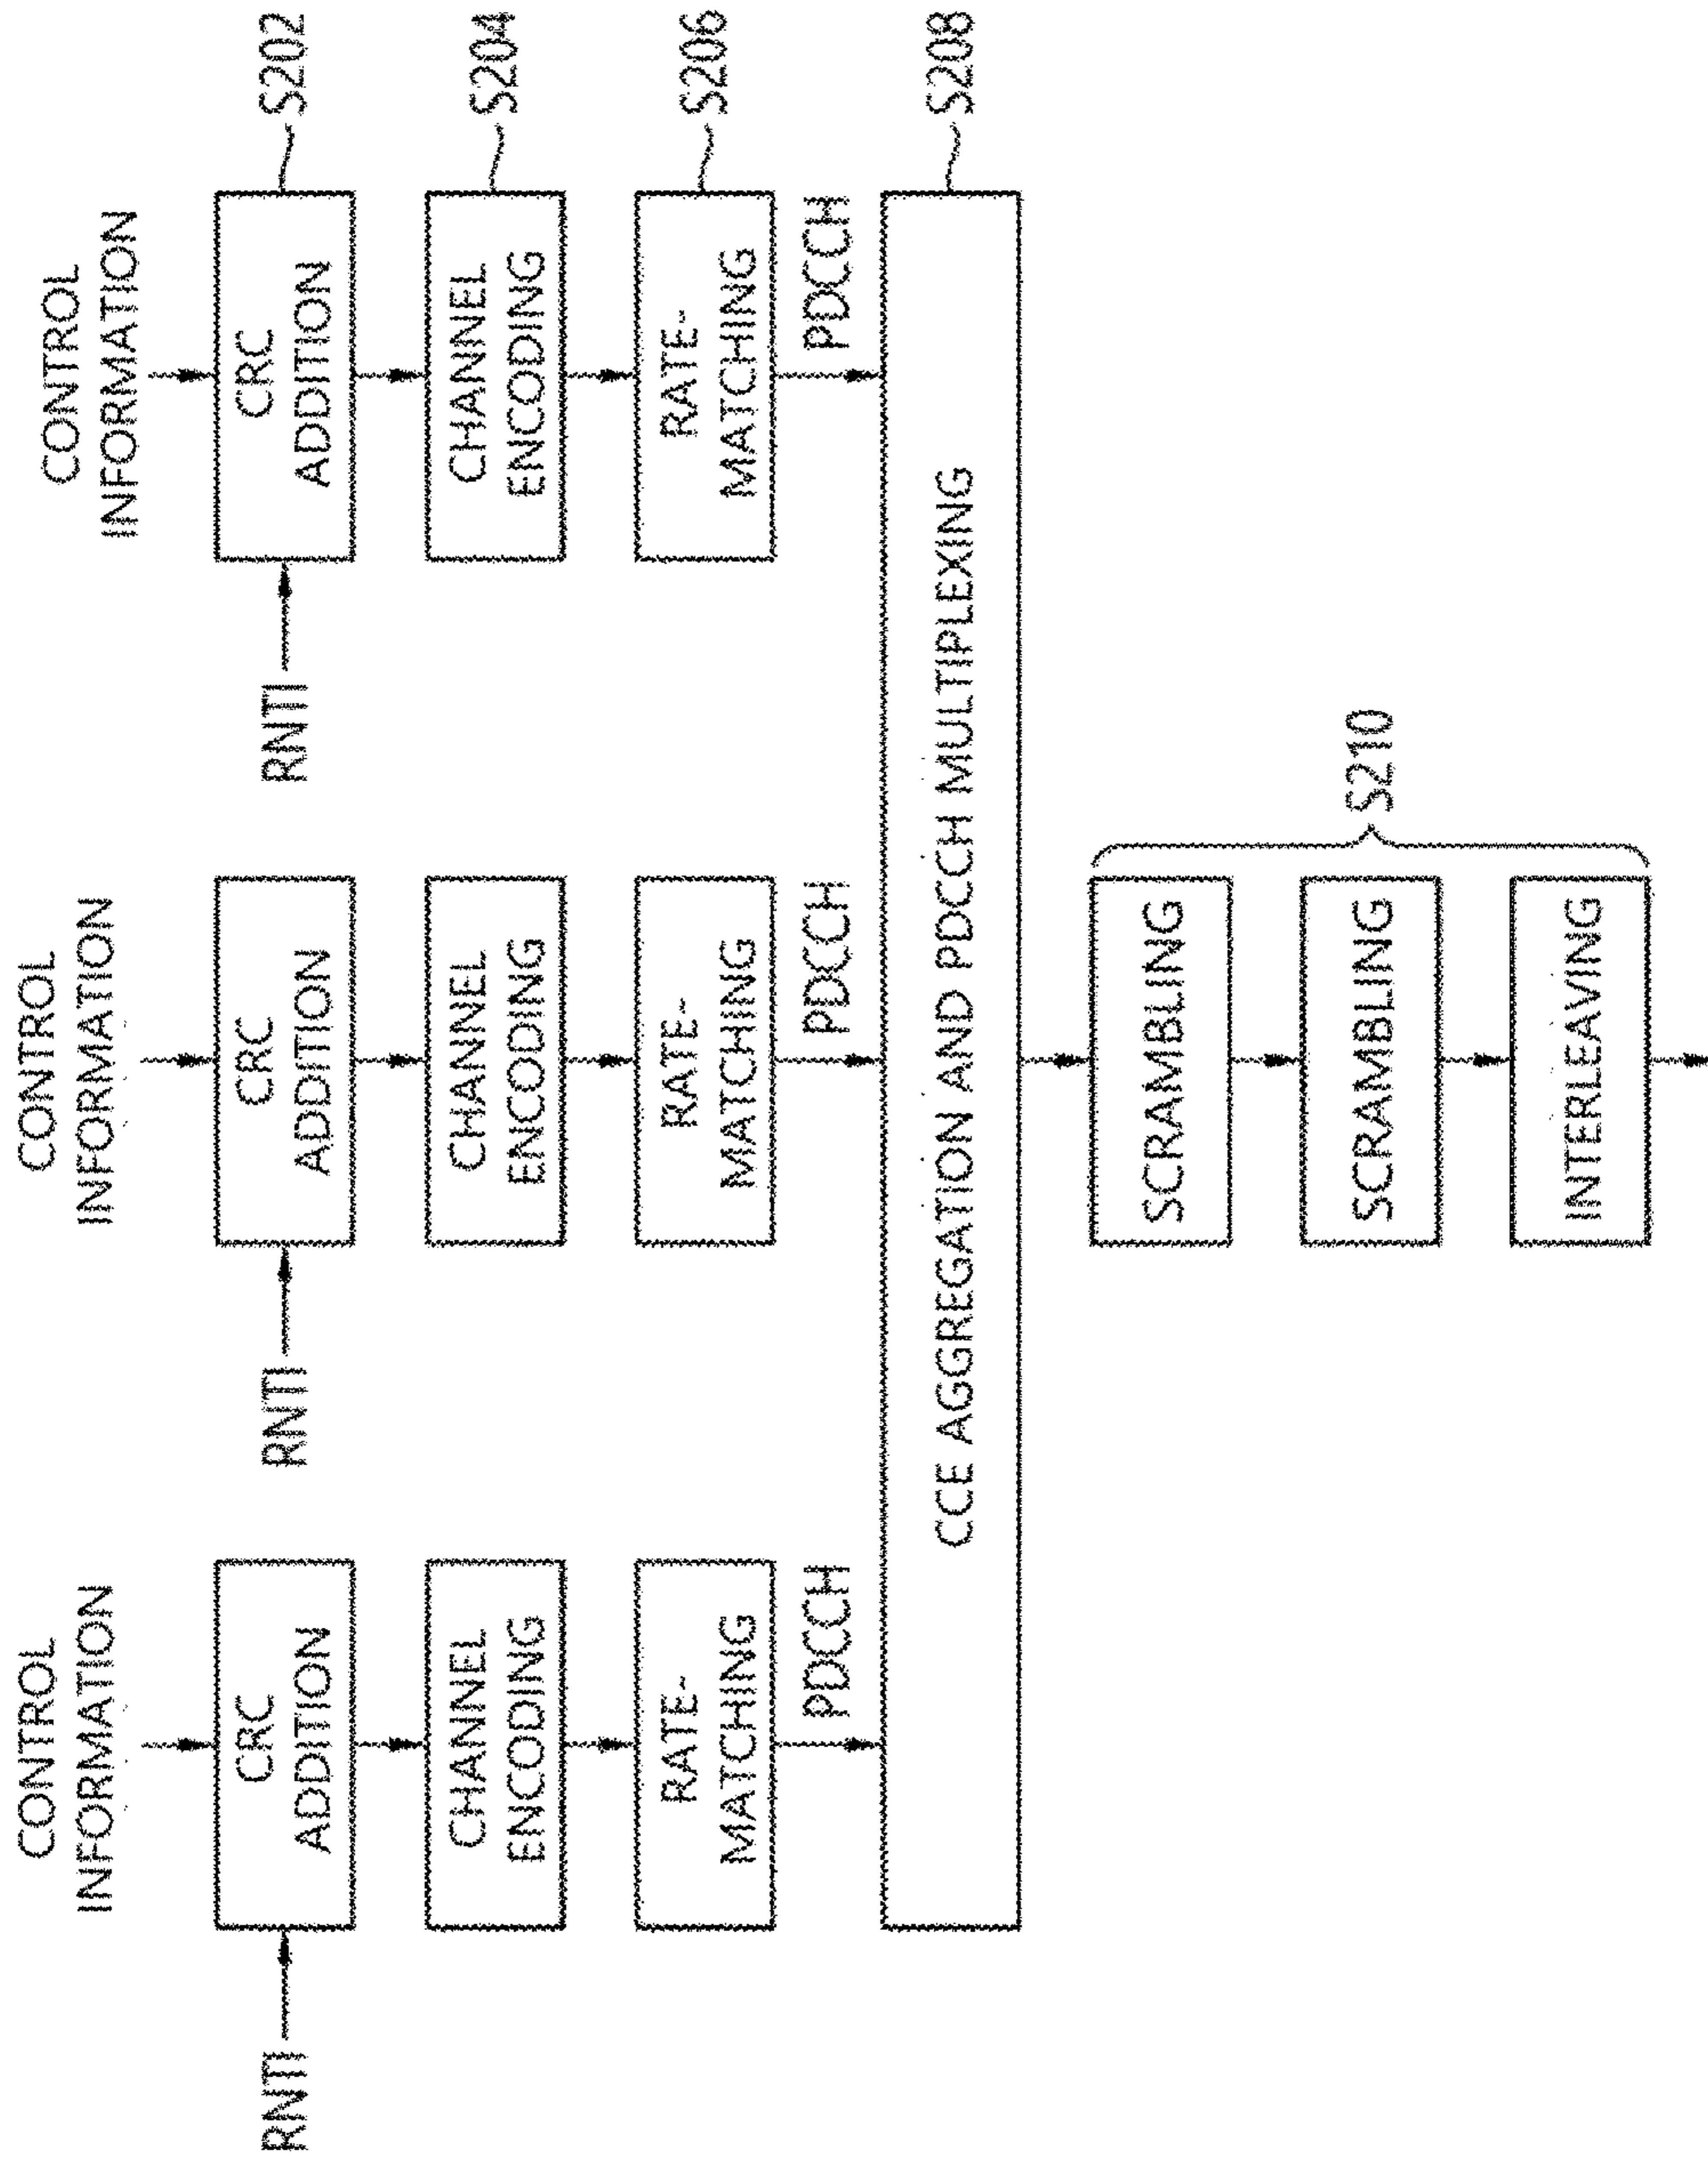 CONTROL
INFORMATION
CONTROL
INFORMATION
CONTROL
INFORMATION
RNTI
CRC
ADDITION
RNTI
CRC
ADDITION
RNTI
CRC
ADDITION
S202
CHANNEL
ENCODING
CHANNEL
ENCODING
CHANNEL
ENCODING
S204
RATE-
MATCHING
RATE-
MATCHING
RATE-
MATCHING
S206
PDCCH
PDCCH
PDCCH
CCE AGGREGATION AND PDCCH MULTIPLEXING
S208
SCRAMBLING
SCRAMBLING
INTERLEAVING
S210